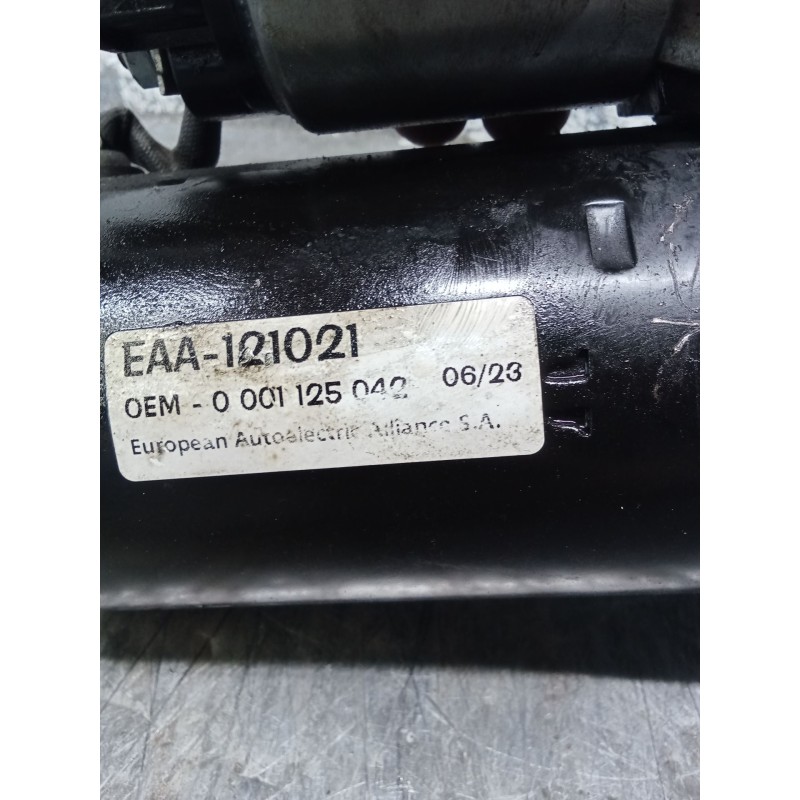 EAA-121021
OEM - 0 001 125 042 06/23
European Autoelectric Alliance S.A.